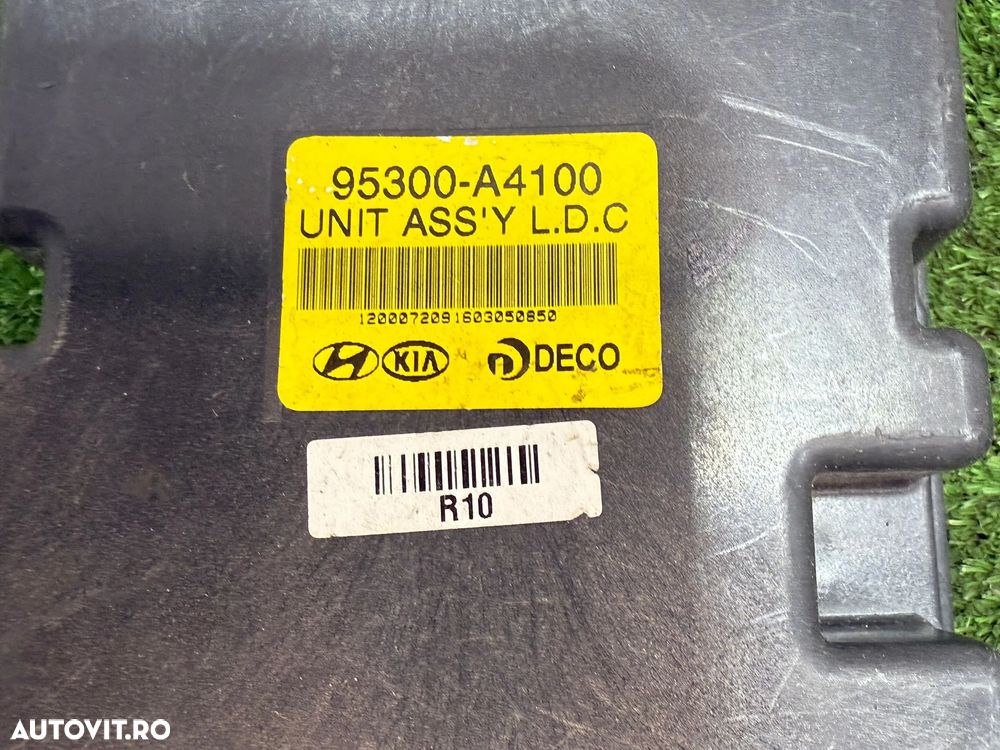 95300-A4100
UNIT ASS'Y L.D.C
1200072091603050850
KIA DECO
R10
AUTOVIT.RO